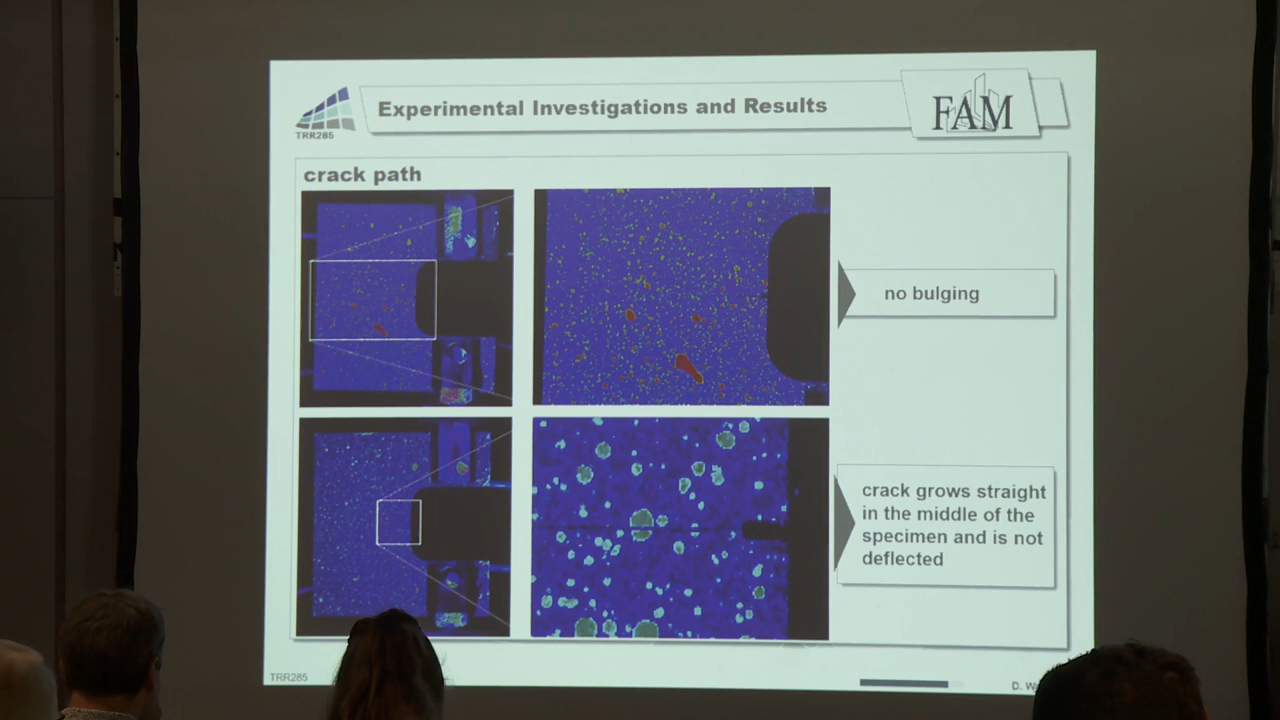 Experimental Investigations and Results
TRR285
FAM
crack path
no bulging
crack grows straight
in the middle of the
specimen and is not
deflected
TRR285
D.